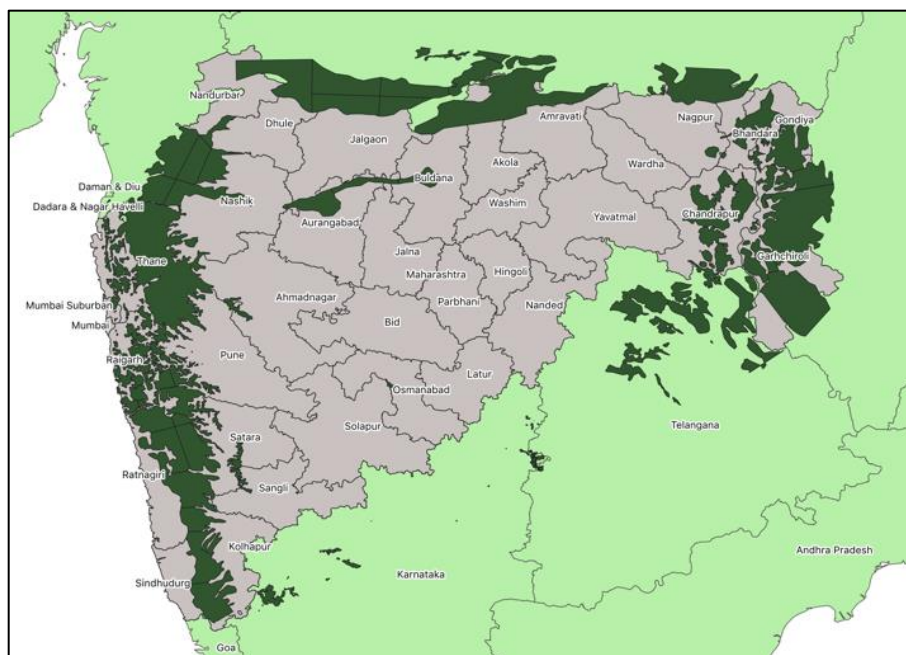 Nandurbar
Dhule
Jalgaon
Amravati
Nagpur
Bhandara
Gondiya
Buldana
Akola
Wardha
Daman & Diu
Dadara & Nagar Havelli
Nashik
Aurangabad
Washim
Yavatmal
Chandrapur
Thane
Jalna
Maharashtra
Hingoli
Garhchiroli
Mumbai Suburban
Mumbai
Ahmadnagar
Parbhani
Nanded
Bid
Raigarh
Pune
Latur
Osmanabad
Satara
Solapur
Telangana
Ratnagiri
Sangli
Kolhapur
Sindhudurg
Karnataka
Andhra Pradesh
Goa